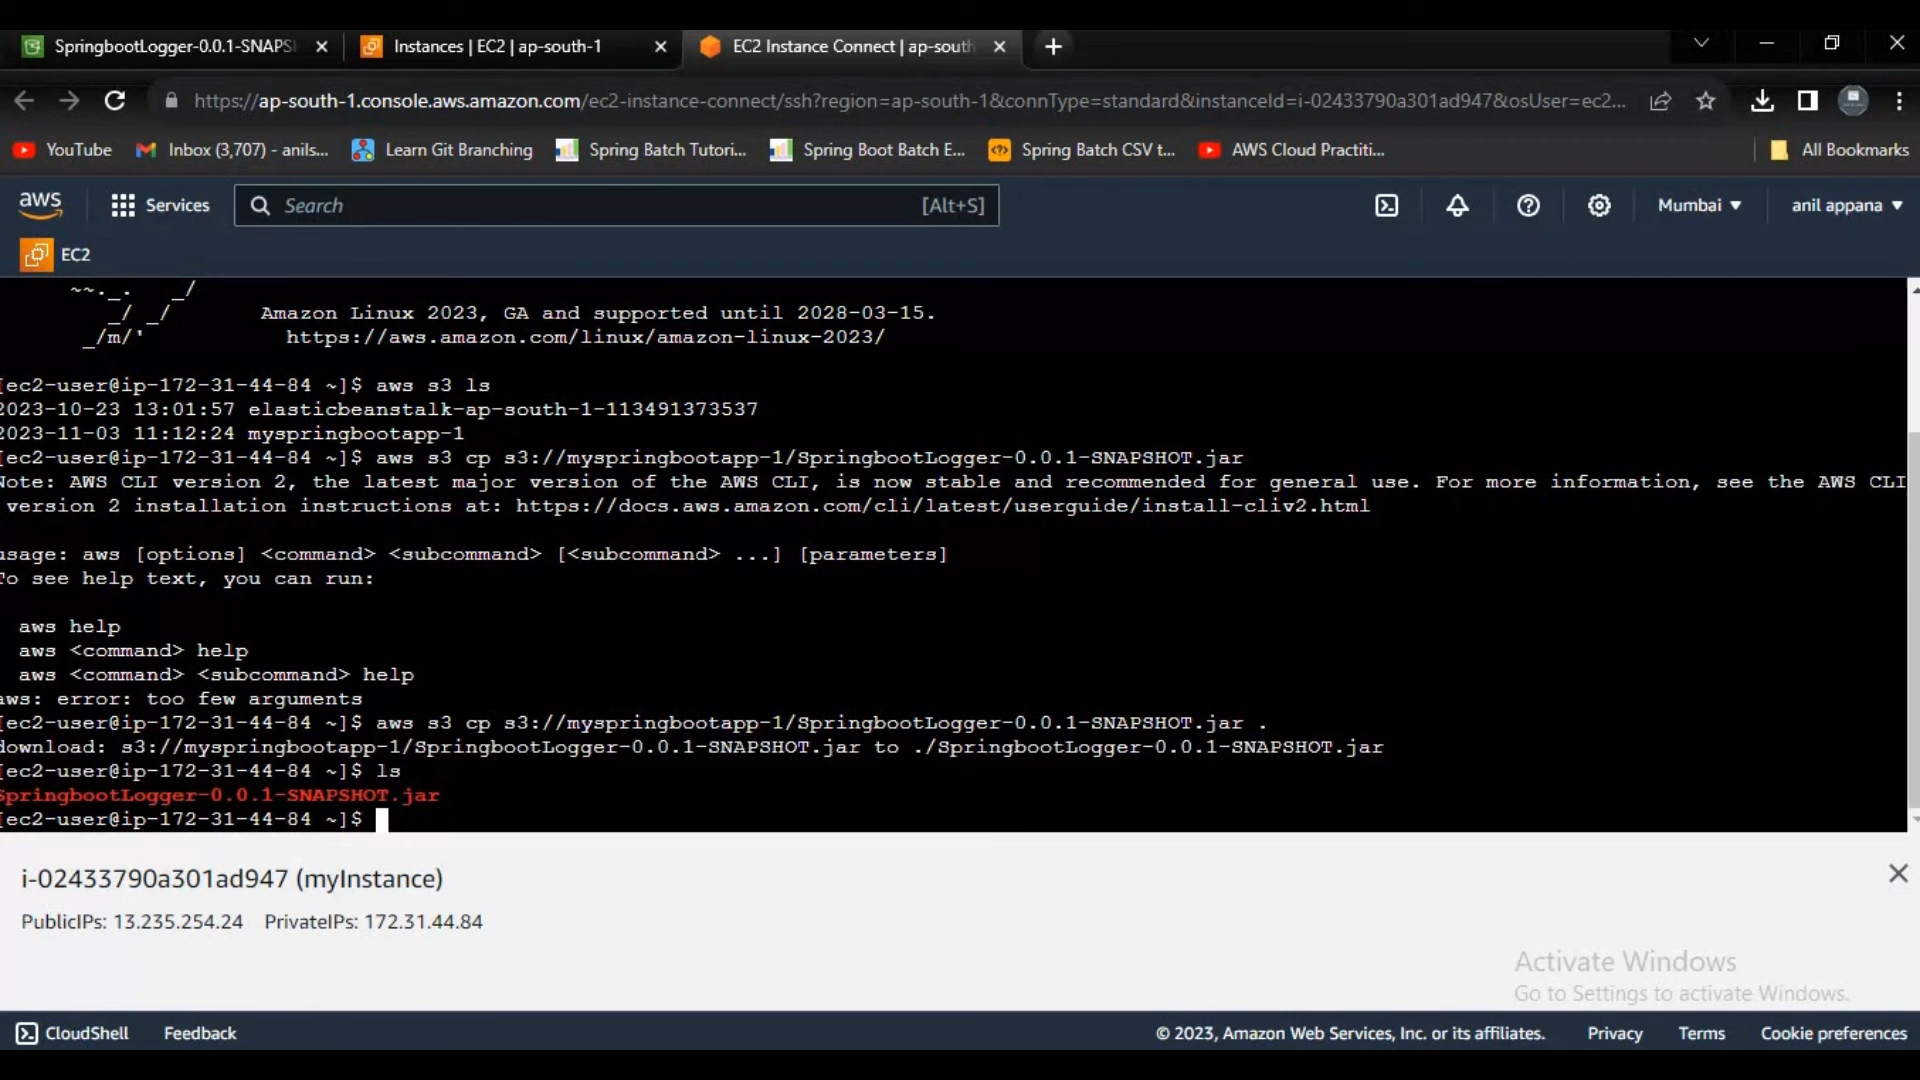 SpringbootLogger-0.0.1-SNAPS
Instances | EC2 | ap-south-1
EC2 Instance Connect | ap-south
https://ap-south-1.console.aws.amazon.com/ec2-instance-connect/ssh?region=ap-south-1&connType=standard&instanceId=i-02433790a301ad947&osUser=ec2...
YouTube
Inbox (3,707) - anils...
Learn Git Branching
Spring Batch Tutori...
Spring Boot Batch E...
Spring Batch CSV t...
AWS Cloud Practiti...
All Bookmarks
aws
Services
Search
[Alt+S]
Mumbai
anil appana
EC2
~~._. _/
_/ _/ Amazon Linux 2023, GA and supported until 2028-03-15.
_/m/' https://aws.amazon.com/linux/amazon-linux-2023/
[ec2-user@ip-172-31-44-84 ~]$ aws s3 ls
2023-10-23 13:01:57 elasticbeanstalk-ap-south-1-113491373537
2023-11-03 11:12:24 myspringbootapp-1
[ec2-user@ip-172-31-44-84 ~]$ aws s3 cp s3://myspringbootapp-1/SpringbootLogger-0.0.1-SNAPSHOT.jar
Note: AWS CLI version 2, the latest major version of the AWS CLI, is now stable and recommended for general use. For more information, see the AWS CLI
version 2 installation instructions at: https://docs.aws.amazon.com/cli/latest/userguide/install-cliv2.html
usage: aws [options] <command> <subcommand> [<subcommand> ...] [parameters]
To see help text, you can run:
aws help
aws <command> help
aws <command> <subcommand> help
aws: error: too few arguments
[ec2-user@ip-172-31-44-84 ~]$ aws s3 cp s3://myspringbootapp-1/SpringbootLogger-0.0.1-SNAPSHOT.jar .
download: s3://myspringbootapp-1/SpringbootLogger-0.0.1-SNAPSHOT.jar to ./SpringbootLogger-0.0.1-SNAPSHOT.jar
[ec2-user@ip-172-31-44-84 ~]$ ls
SpringbootLogger-0.0.1-SNAPSHOT.jar
[ec2-user@ip-172-31-44-84 ~]$
i-02433790a301ad947 (myInstance)
PublicIPs: 13.235.254.24 PrivateIPs: 172.31.44.84
Activate Windows
Go to Settings to activate Windows.
CloudShell
Feedback
© 2023, Amazon Web Services, Inc. or its affiliates.
Privacy
Terms
Cookie preferences